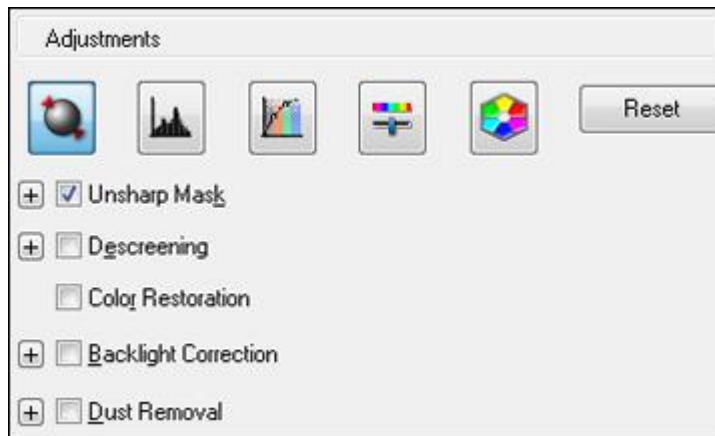 Adjustments
Reset
Unsharp Mask
Descreening
Color Restoration
Backlight Correction
Dust Removal